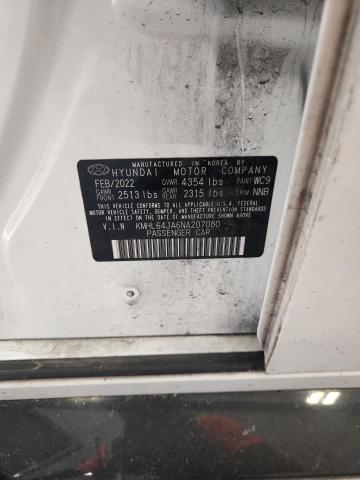 MANUFACTURED IN KOREA BY
HYUNDAI MOTOR COMPANY
FEB/2022 GVWR 4354 lbs PAINT WC9
GAWR FRONT 2513 lbs GAWR REAR 2315 lbs TRIM NNB
THIS VEHICLE CONFORMS TO ALL APPLICABLE U.S. FEDERAL
MOTOR VEHICLE SAFETY, BUMPER, AND THEFT PREVENTION
STANDARDS IN EFFECT ON THE DATE OF MANUFACTURE SHOWN ABOVE.
V.I.N KMHL64JA6NA207080
PASSENGER CAR